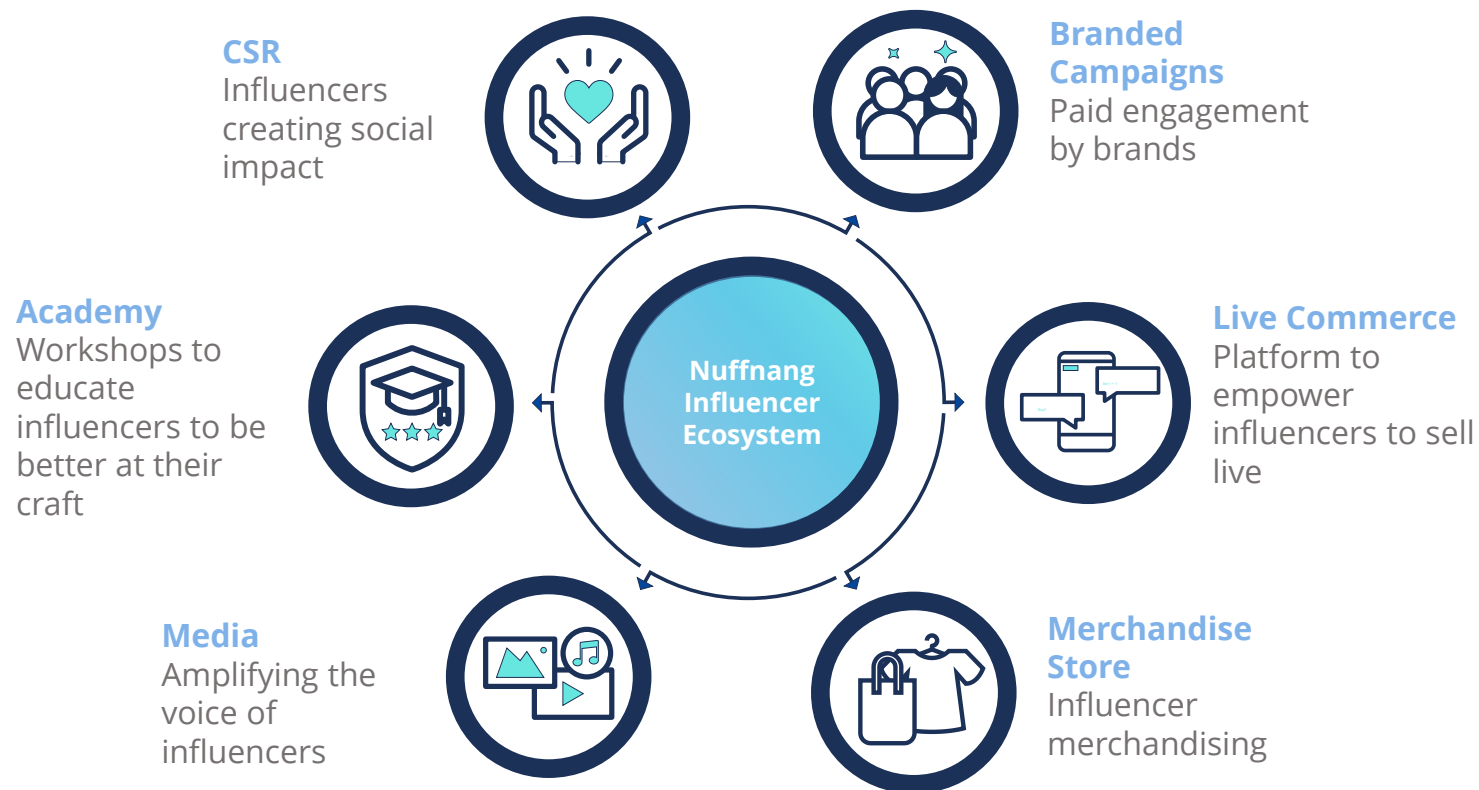 CSR
Influencers
creating social
impact
Branded
Campaigns
Paid engagement
by brands
Academy
Workshops to
educate
influencers to be
better at their
craft
Nuffnang
Influencer
Ecosystem
Live Commerce
Platform to
empower
influencers to sell
live
Media
Amplifying the
voice of
influencers
Merchandise
Store
Influencer
merchandising